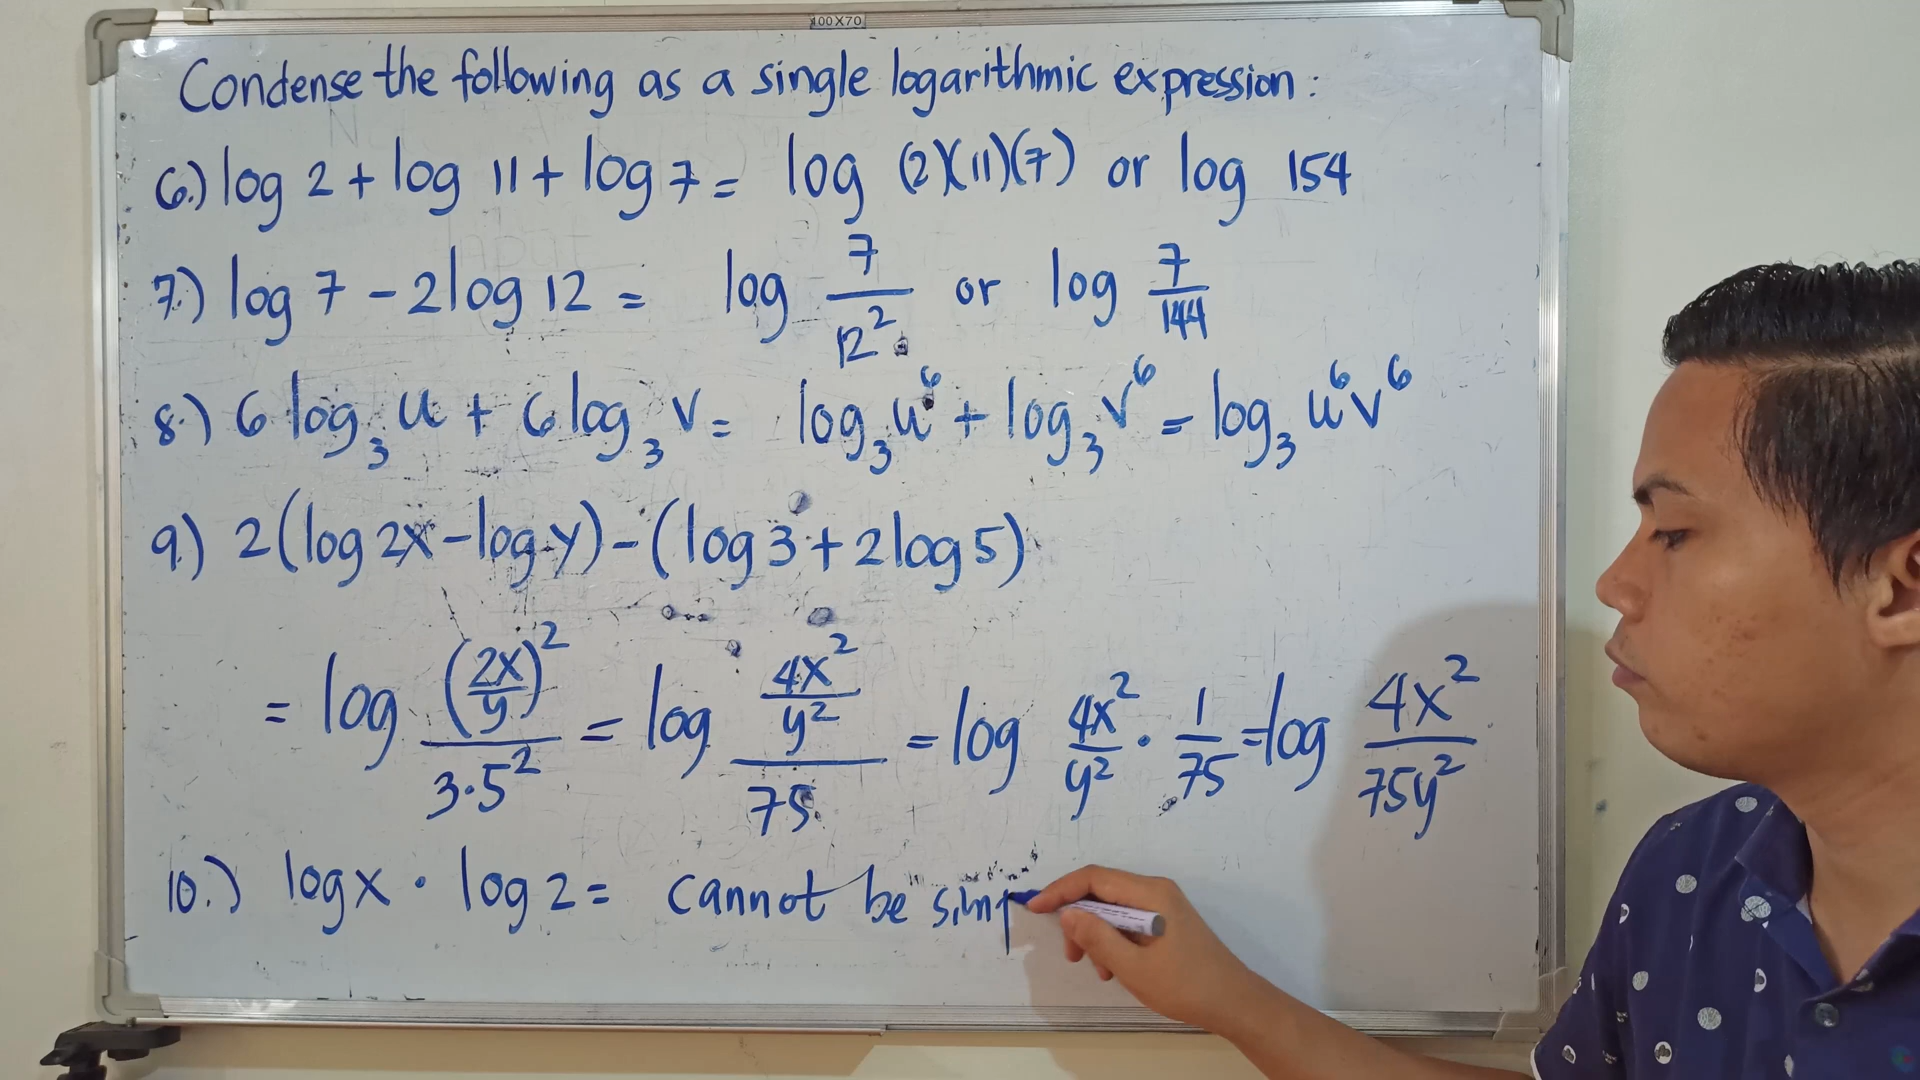 100X70
Condense the following as a single logarithmic expression:
6.) log 2 + log 11 + log 7 = log (2)(11)(7) or log 154
7.) log 7 - 2log 12 = log 7/12² or log 7/144
8.) 6 log₃ u + 6 log₃ v = log₃ u⁶ + log₃ v⁶ = log₃ u⁶v⁶
9.) 2(log 2x - log y) - (log 3 + 2log 5)
= log (2x/y)²/3·5² = log 4x²/y²/75 = log 4x²/y² · 1/75 = log 4x²/75y²
10.) log x · log 2 = cannot be simp